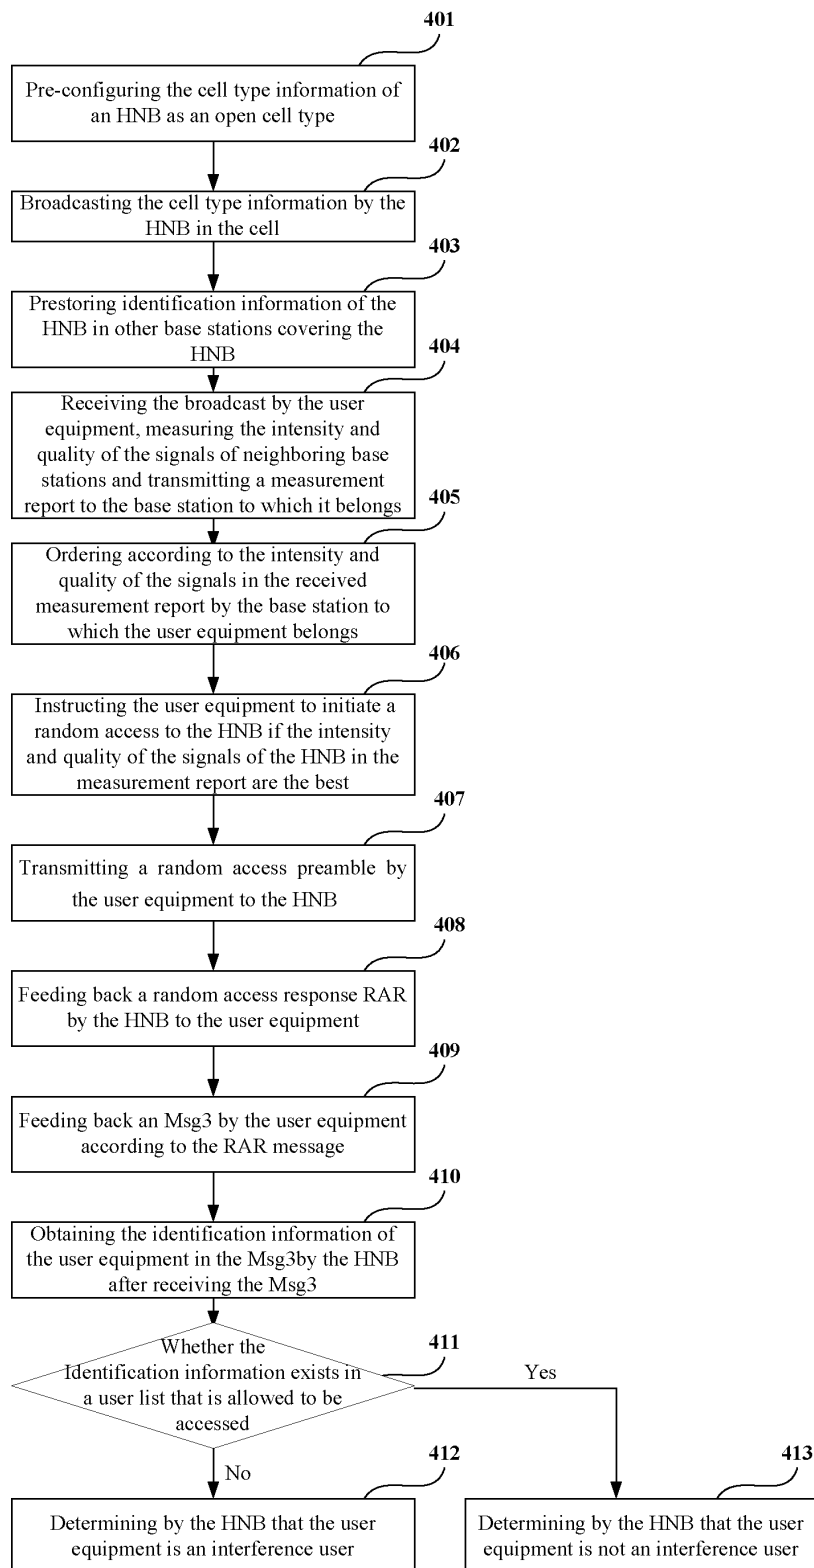 401
Pre-configuring the cell type information of
an HNB as an open cell type
402
Broadcasting the cell type information by the
HNB in the cell
403
Prestoring identification information of the
HNB in other base stations covering the
HNB
404
Receiving the broadcast by the user
equipment, measuring the intensity and
quality of the signals of neighboring base
stations and transmitting a measurement
report to the base station to which it belongs
405
Ordering according to the intensity and
quality of the signals in the received
measurement report by the base station to
which the user equipment belongs
406
Instructing the user equipment to initiate a
random access to the HNB if the intensity
and quality of the signals of the HNB in the
measurement report are the best
407
Transmitting a random access preamble by
the user equipment to the HNB
408
Feeding back a random access response RAR
by the HNB to the user equipment
409
Feeding back an Msg3 by the user equipment
according to the RAR message
410
Obtaining the identification information of
the user equipment in the Msg3by the HNB
after receiving the Msg3
411
Whether the
Identification information exists in
a user list that is allowed to be
accessed
Yes
No
412
Determining by the HNB that the user
equipment is an interference user
413
Determining by the HNB that the user
equipment is not an interference user